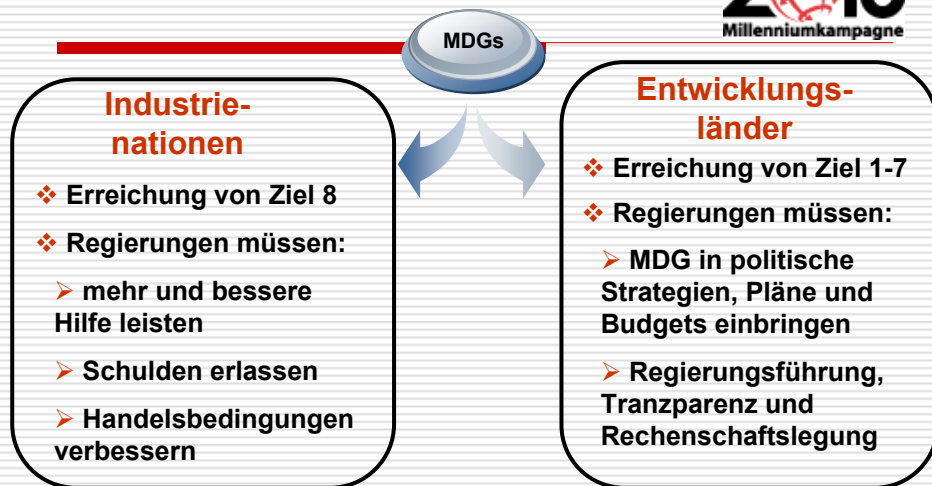 Millenniumkampagne
MDGs
Industrie-
nationen
❖ Erreichung von Ziel 8
❖ Regierungen müssen:
➢ mehr und bessere
Hilfe leisten
➢ Schulden erlassen
➢ Handelsbedingungen
verbessern
Entwicklungs-
länder
❖ Erreichung von Ziel 1-7
❖ Regierungen müssen:
➢ MDG in politische
Strategien, Pläne und
Budgets einbringen
➢ Regierungsführung,
Tranzparenz und
Rechenschaftslegung